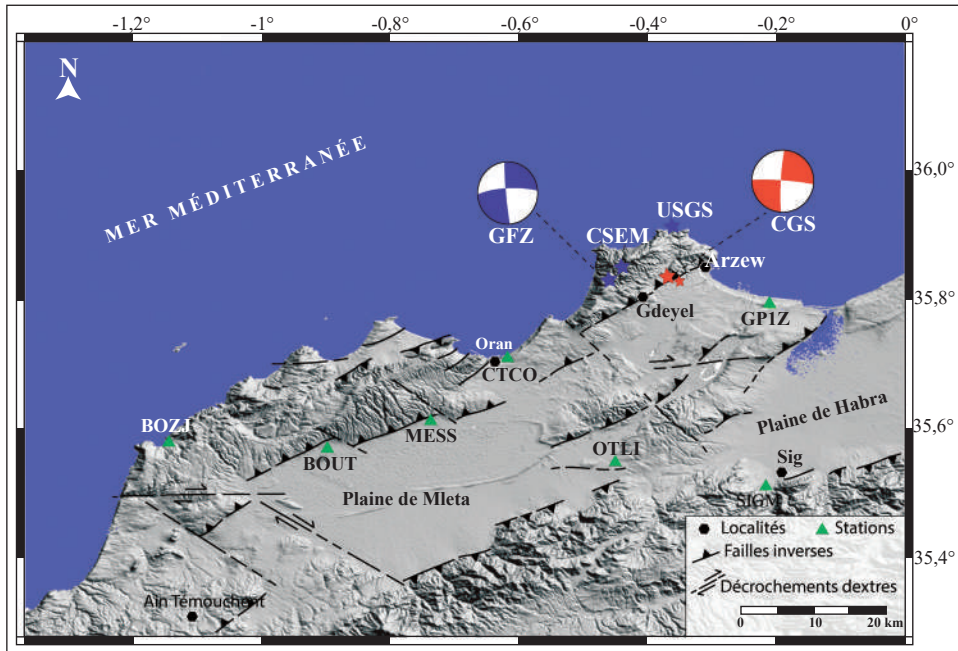 -1,2° -1° -0,8° -0,6° -0,4° -0,2° 0°
N
MER MÉDITERRANÉE
36,0°
USGS
GFZ
CSEM
CGS
Arzew
35,8°
Gdeyel
GP1Z
Oran
CTCO
Plaine de Habra
BOZJ
MESS
35,6°
BOUT
OTLI
Sig
Plaine de Mleta
SIGM
Localités
Stations
Failles inverses
35,4°
Décrochements dextres
Ain Témouchent
0 10 20 km